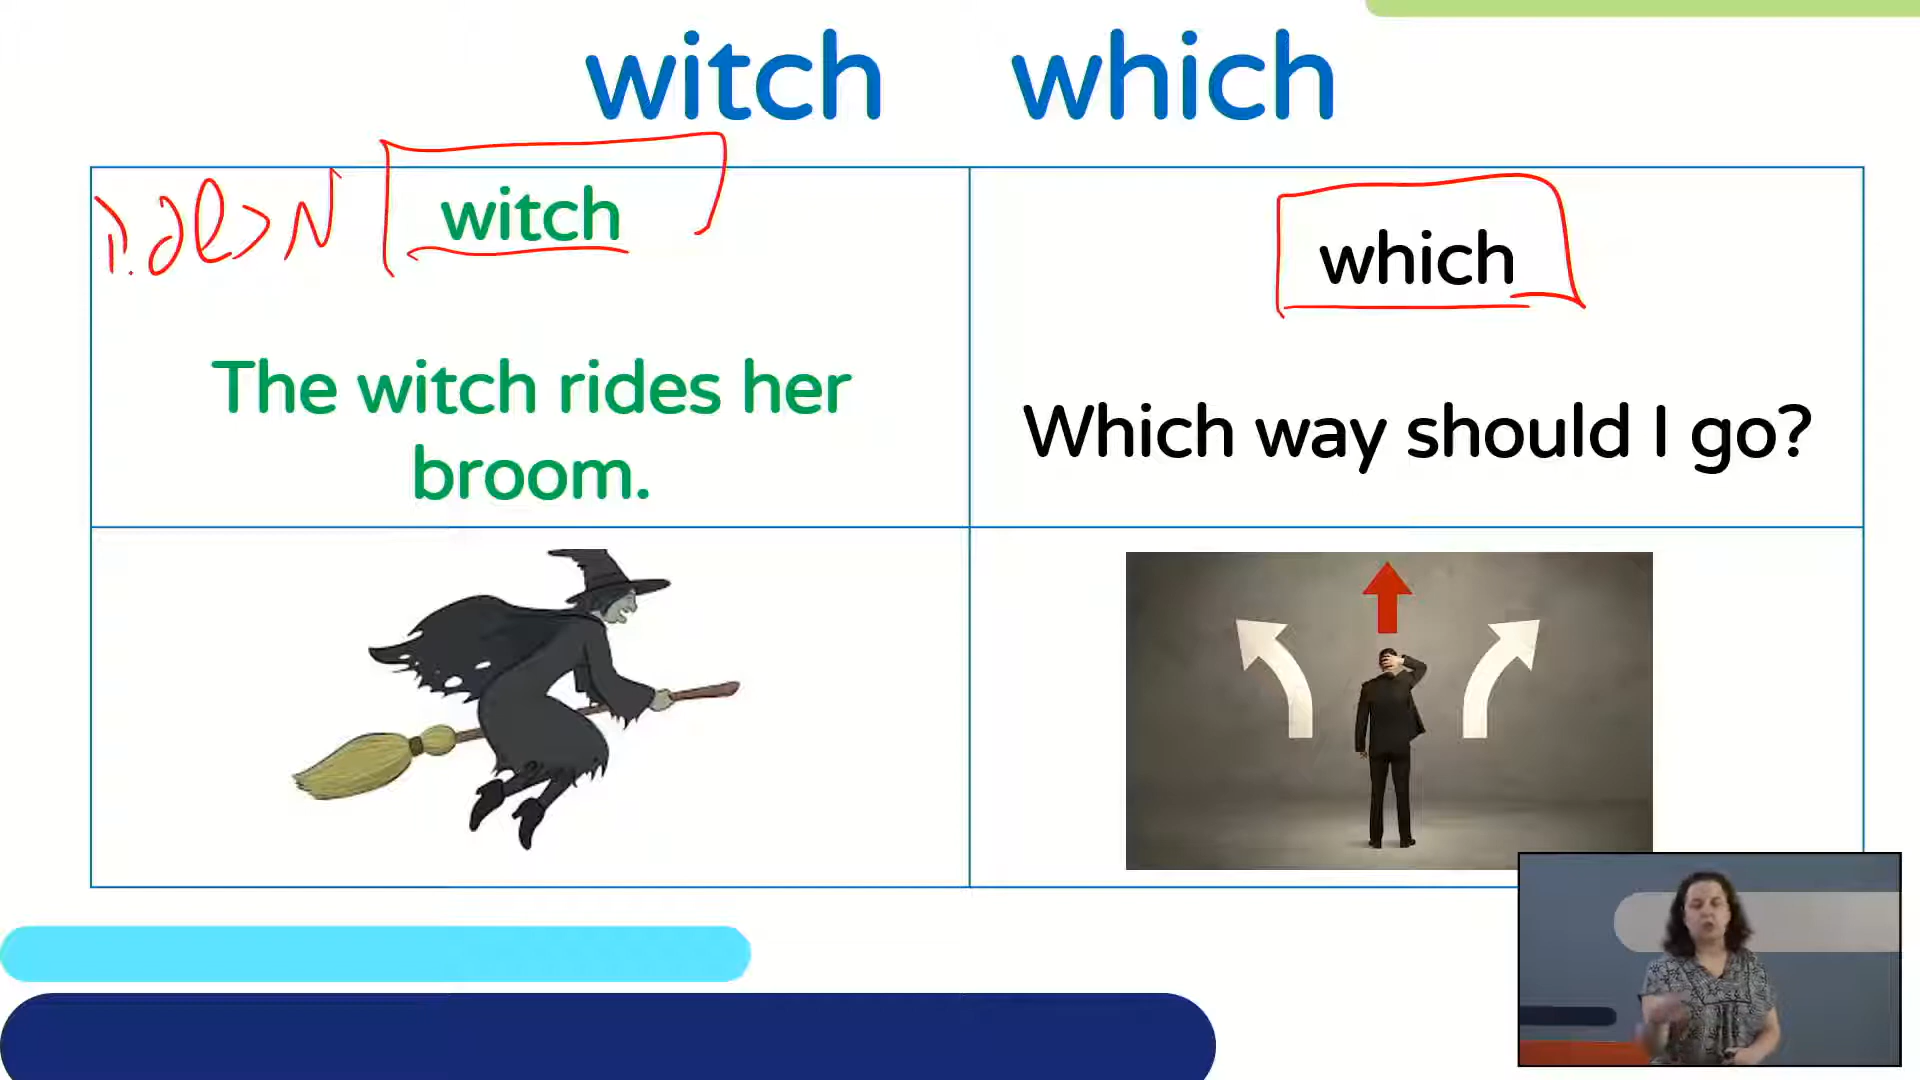 witch which
מכשפה witch
The witch rides her
broom.
which
Which way should I go?